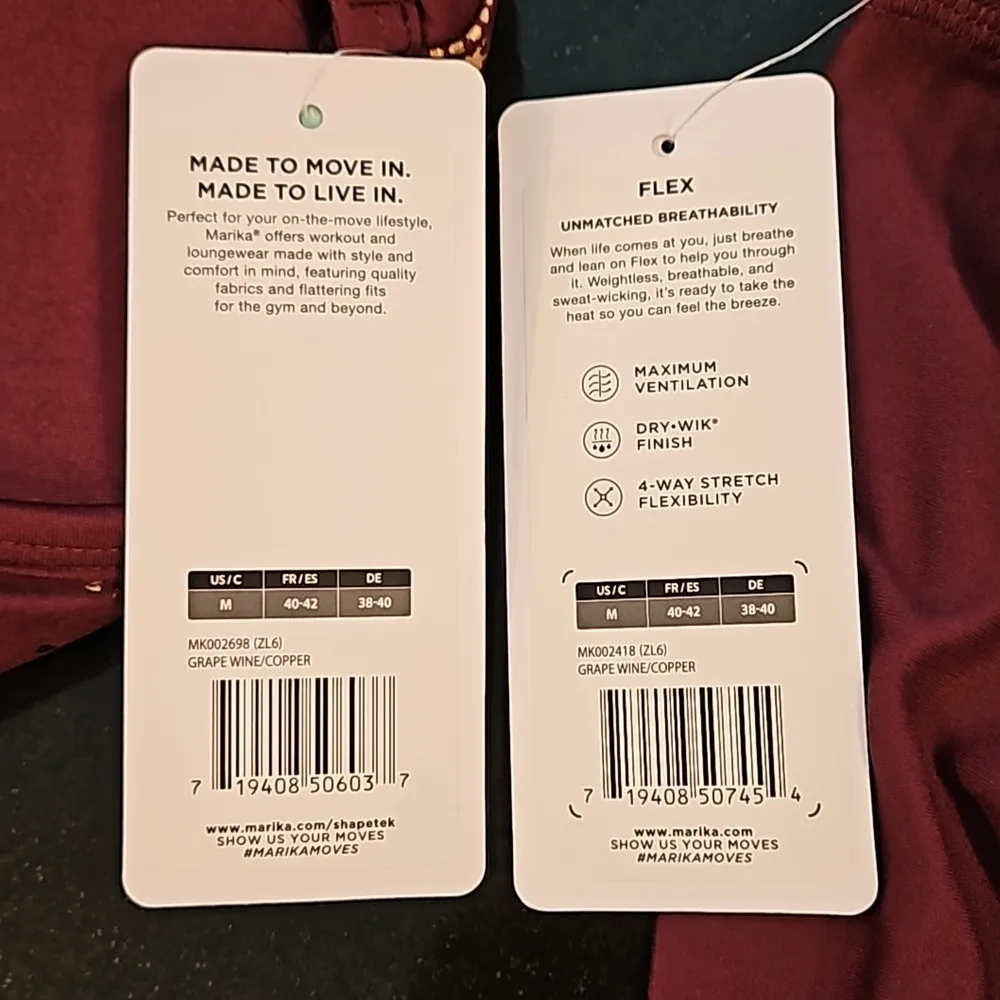 MADE TO MOVE IN.
MADE TO LIVE IN.
Perfect for your on-the-move lifestyle,
Marika® offers workout and
loungewear made with style and
comfort in mind, featuring quality
fabrics and flattering fits
for the gym and beyond.
US/C FR/ES DE
M 40-42 38-40
MK002698 (ZL6)
GRAPE WINE/COPPER
7 19408 50603 7
www.marika.com/shapetek
SHOW US YOUR MOVES
#MARIKAMOVES
FLEX
UNMATCHED BREATHABILITY
When life comes at you, just breathe
and lean on Flex to help you through
it. Weightless, breathable, and
sweat-wicking, it's ready to take the
heat so you can feel the breeze.
MAXIMUM
VENTILATION
DRY•WIK®
FINISH
4-WAY STRETCH
FLEXIBILITY
US/C FR/ES DE
M 40-42 38-40
MK002418 (ZL6)
GRAPE WINE/COPPER
7 19408 50745 4
www.marika.com
SHOW US YOUR MOVES
#MARIKAMOVES